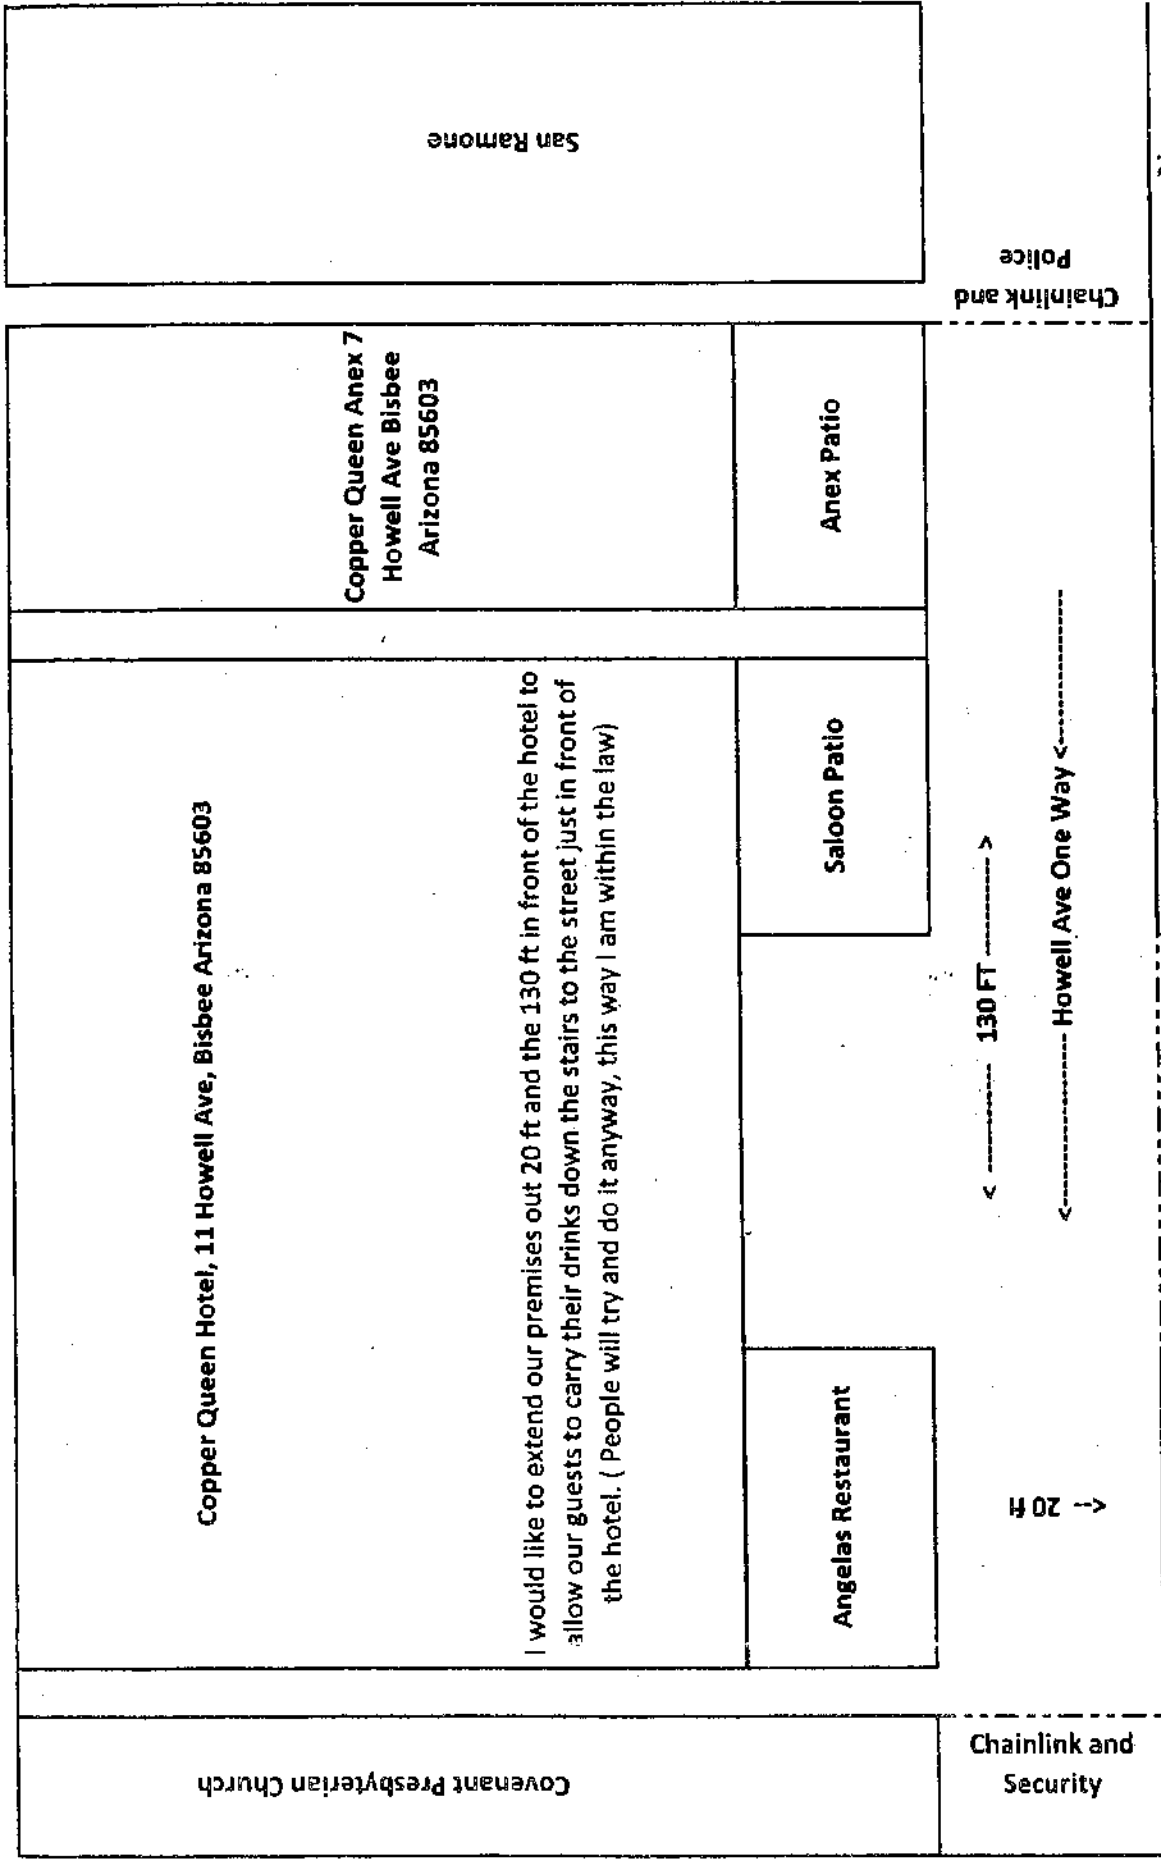 Copper Queen Hotel, 11 Howell Ave, Bisbee Arizona 85603
I would like to extend our premises out 20 ft and the 130 ft in front of the hotel to
allow our guests to carry their drinks down the stairs to the street just in front of
the hotel. ( People will try and do it anyway, this way I am within the law)
Covenant Presbyterian Church
Copper Queen Anex 7
Howell Ave Bisbee
Arizona 85603
San Ramone
Angelas Restaurant
Saloon Patio
Anex Patio
Chainlink and
Security
<-- 20 ft
< ----------- 130 FT ----------- >
<---------------- Howell Ave One Way <----------------
Chainlink and
Police